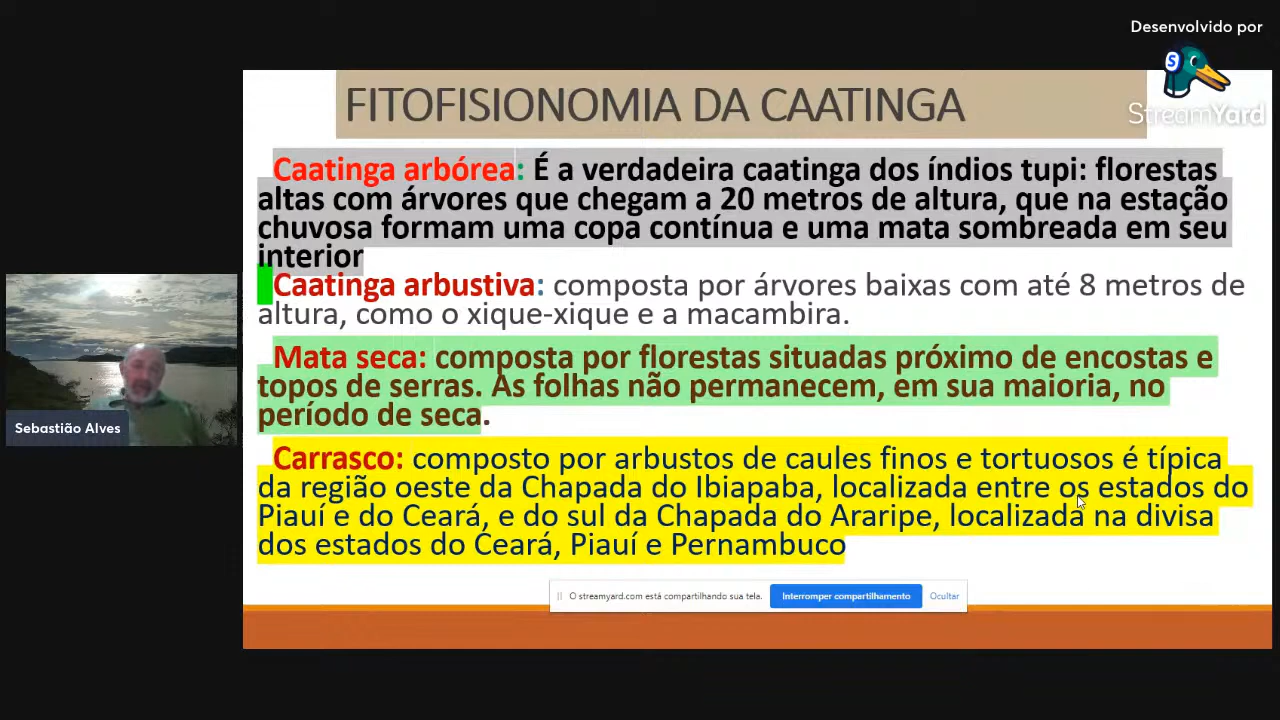 Desenvolvido por
StreamYard
FITOFISIONOMIA DA CAATINGA
Caatinga arbórea: É a verdadeira caatinga dos índios tupi: florestas
altas com árvores que chegam a 20 metros de altura, que na estação
chuvosa formam uma copa contínua e uma mata sombreada em seu
interior
Caatinga arbustiva: composta por árvores baixas com até 8 metros de
altura, como o xique-xique e a macambira.
Mata seca: composta por florestas situadas próximo de encostas e
topos de serras. As folhas não permanecem, em sua maioria, no
período de seca.
Carrasco: composto por arbustos de caules finos e tortuosos é típica
da região oeste da Chapada do Ibiapaba, localizada entre os estados do
Piauí e do Ceará, e do sul da Chapada do Araripe, localizada na divisa
dos estados do Ceará, Piauí e Pernambuco
Sebastião Alves
O streamyard.com está compartilhando sua tela. Interromper compartilhamento Ocultar